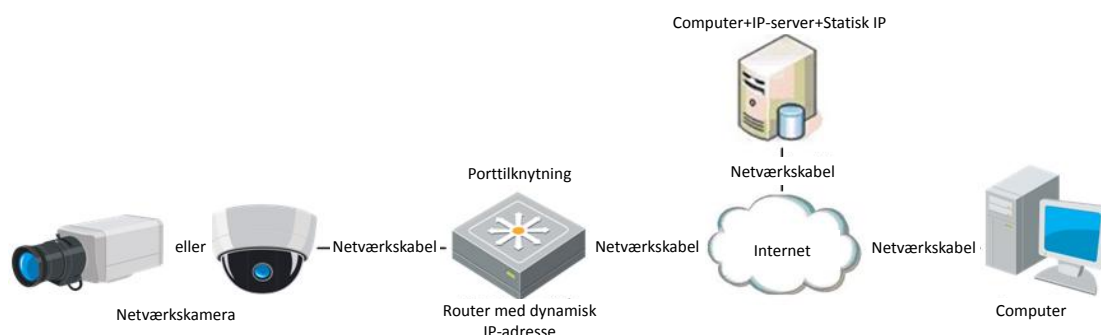 Computer+IP-server+Statisk IP
Netværkskabel
Porttilknytning
eller
Netværkskabel
Netværkskabel
Internet
Netværkskabel
Netværkskamera
Router med dynamisk
IP-adresse
Computer